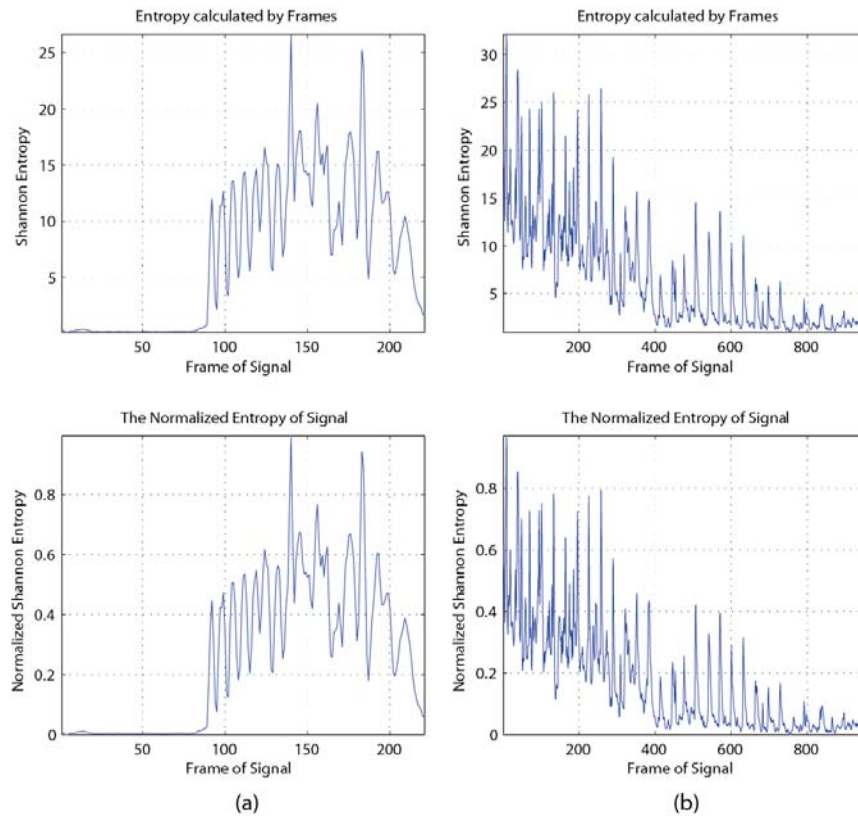 Entropy calculated by Frames
Shannon Entropy
25
20
15
10
5
50
100
150
200
Frame of Signal
Entropy calculated by Frames
Shannon Entropy
30
25
20
15
10
5
200
400
600
800
Frame of Signal
The Normalized Entropy of Signal
Normalized Shannon Entropy
0.8
0.6
0.4
0.2
0
50
100
150
200
Frame of Signal
(a)
The Normalized Entropy of Signal
Normalized Shannon Entropy
0.8
0.6
0.4
0.2
0
200
400
600
800
Frame of Signal
(b)